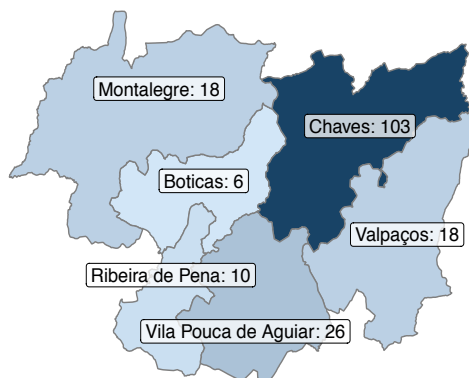 Montalegre: 18
Chaves: 103
Boticas: 6
Valpaços: 18
Ribeira de Pena: 10
Vila Pouca de Aguiar: 26